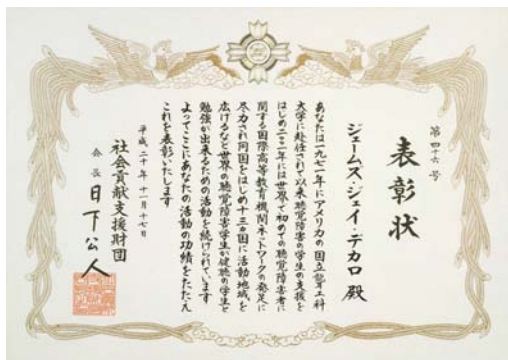 第四十六号
表彰状
ジェームス・ジェイ・デカロ 殿
あなたは一九七一年にアメリカの国立聾工科
大学に赴任されて以来聴覚障害の学生の支援を
はじめ二〇〇一年には世界で初めての聴覚障害者に
関する国際高等教育機関ネットワークの発足に
尽力され同国をはじめ十三ヵ国に活動地域を
広げるなど世界の聴覚障害学生が健聴の学生と
勉強が出来るための活動を続けられています
よってここにあなたの活動の功績をたたえ
これを表彰いたします
平成二十年十一月十七日
社会貢献支援財団
会長 日下公人